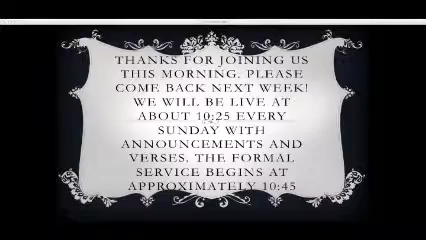 THANKS FOR JOINING US
THIS MORNING. PLEASE
COME BACK NEXT WEEK!
WE WILL BE LIVE AT
ABOUT 10:25 EVERY
SUNDAY WITH
ANNOUNCEMENTS AND
VERSES, THE FORMAL
SERVICE BEGINS AT
APPROXIMATELY 10:45